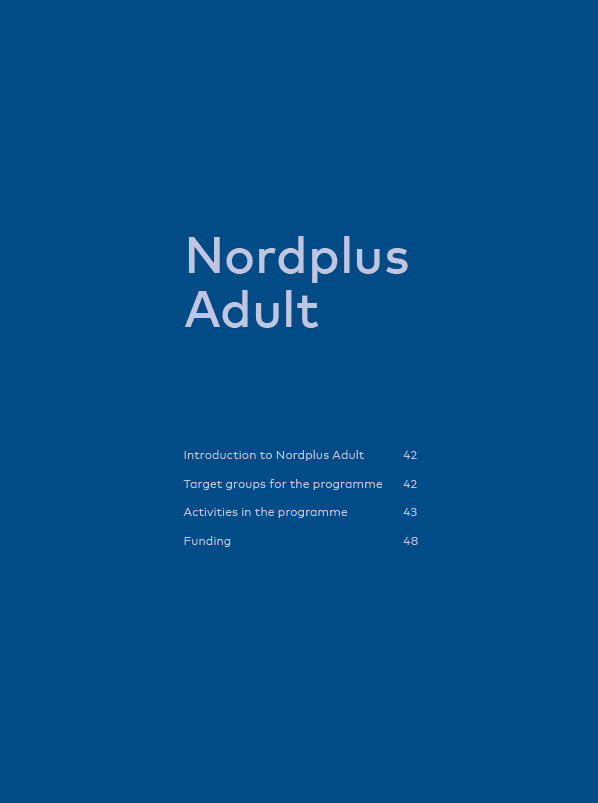 Nordplus
Adult
Introduction to Nordplus Adult 42
Target groups for the programme 42
Activities in the programme 43
Funding 48